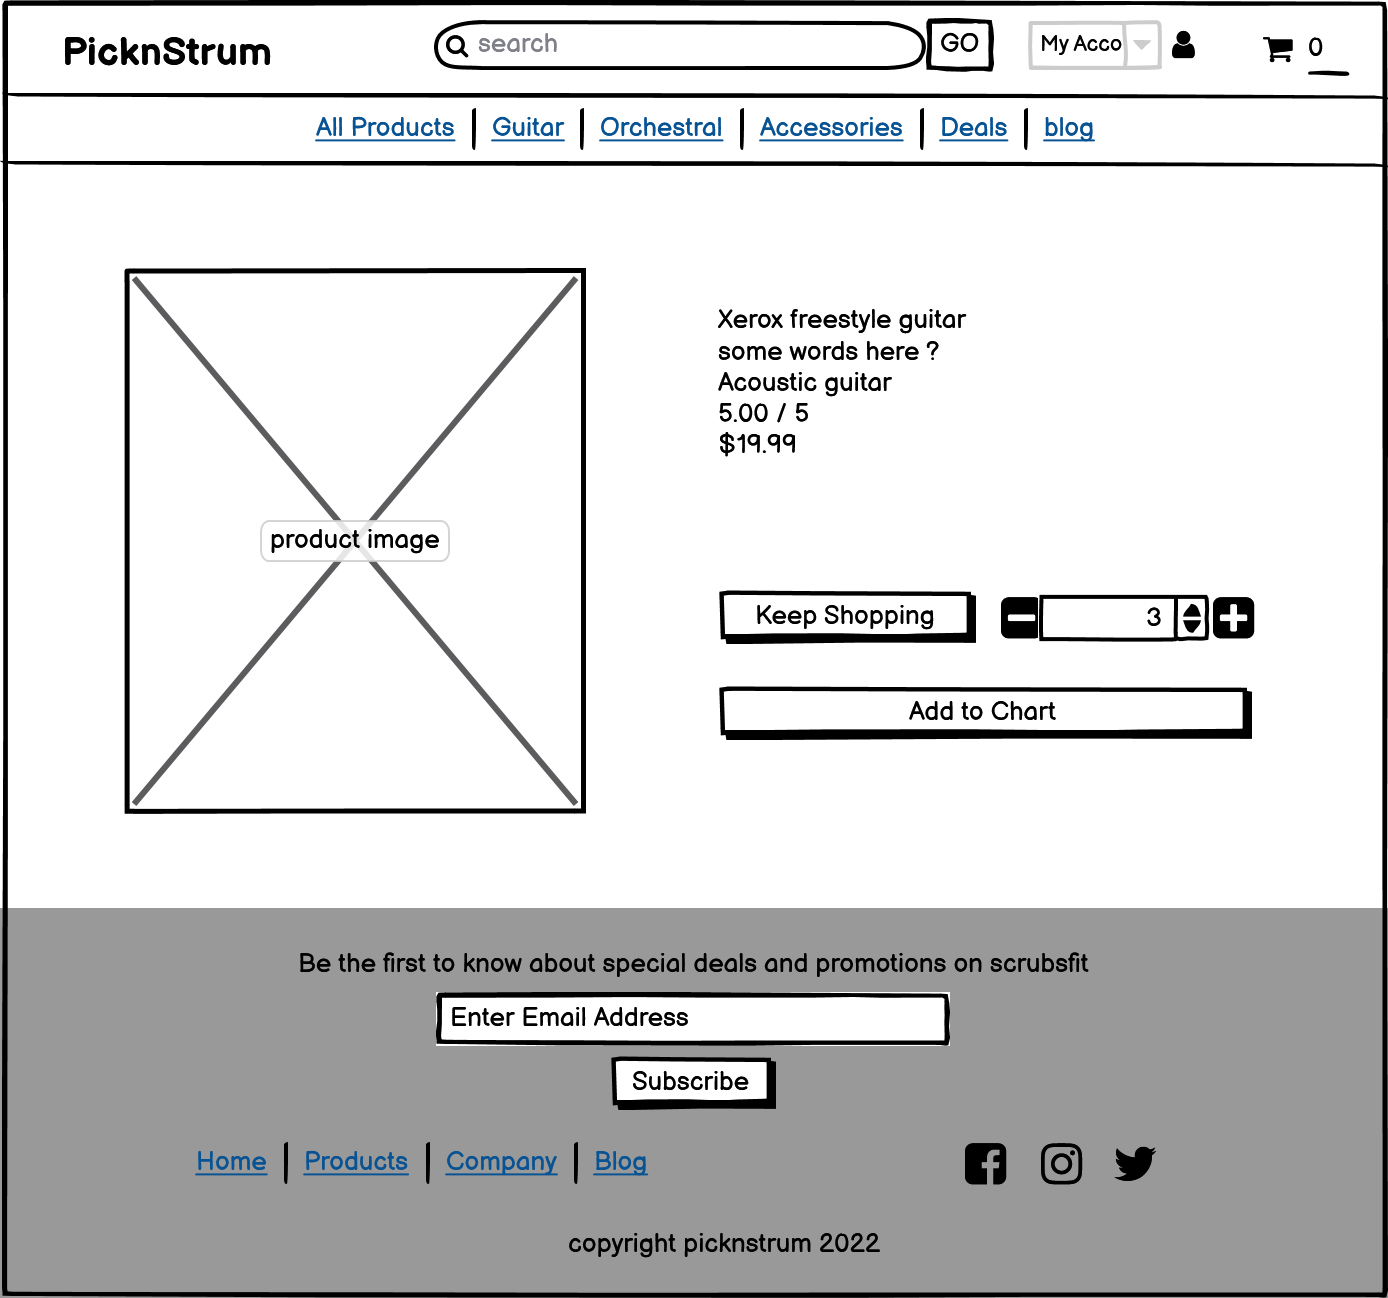 PicknStrum
search
GO
My Acco
0
All Products
Guitar
Orchestral
Accessories
Deals
blog
Xerox freestyle guitar
some words here ?
Acoustic guitar
5.00 / 5
$19.99
product image
Keep Shopping
3
Add to Chart
Be the first to know about special deals and promotions on scrubsfit
Enter Email Address
Subscribe
Home
Products
Company
Blog
copyright picknstrum 2022